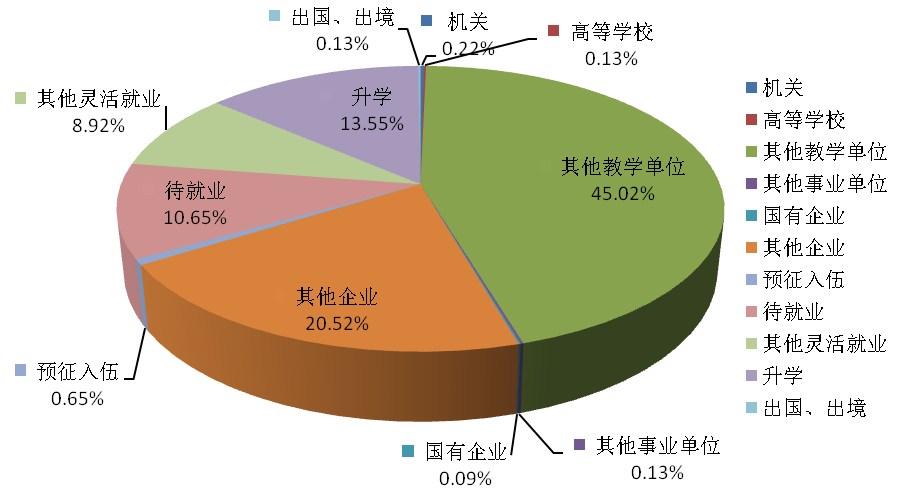 出国、出境
0.13%
机关
0.22%
高等学校
0.13%
其他灵活就业
8.92%
升学
13.55%
其他教学单位
45.02%
待就业
10.65%
其他企业
20.52%
预征入伍
0.65%
国有企业
0.09%
其他事业单位
0.13%
机关
高等学校
其他教学单位
其他事业单位
国有企业
其他企业
预征入伍
待就业
其他灵活就业
升学
出国、出境